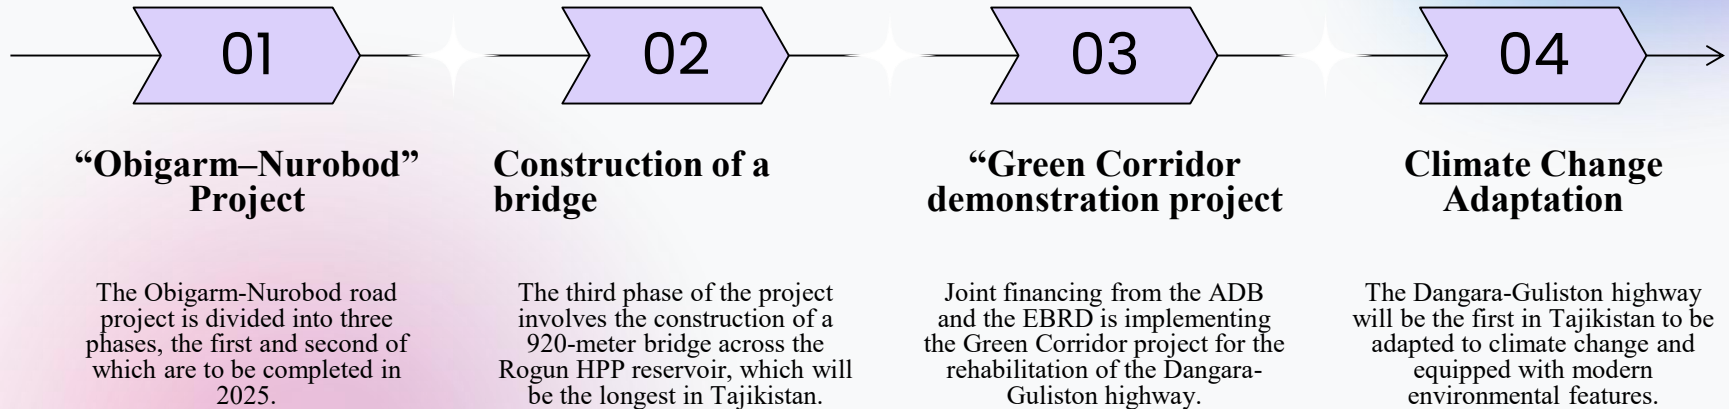 01
“Obigarm–Nurobod”
Project
The Obigarm-Nurobod road
project is divided into three
phases, the first and second of
which are to be completed in
2025.
02
Construction of a
bridge
The third phase of the project
involves the construction of a
920-meter bridge across the
Rogun HPP reservoir, which will
be the longest in Tajikistan.
03
“Green Corridor
demonstration project
Joint financing from the ADB
and the EBRD is implementing
the Green Corridor project for the
rehabilitation of the Dangara-
Guliston highway.
04
Climate Change
Adaptation
The Dangara-Guliston highway
will be the first in Tajikistan to be
adapted to climate change and
equipped with modern
environmental features.